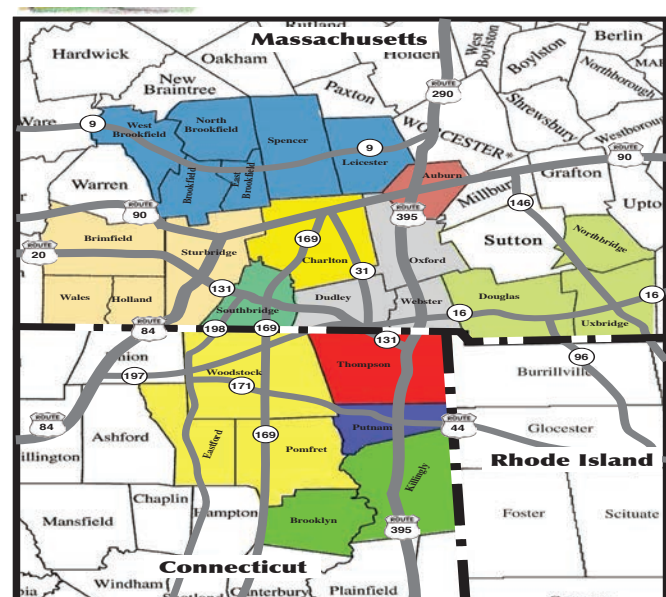 Rutland
Massachusetts
Holden
West Boylston
Berlin
Hardwick
Oakham
Boylston
Northborough
New Braintree
Paxton
ROUTE 290
Shrewsbury
Ware
9
West Brookfield
North Brookfield
Spencer
9
Leicester
WORCESTER*
Westborough
ROUTE 90
Warren
Brookfield
East Brookfield
Auburn
Millbury
Grafton
Upto
ROUTE 90
ROUTE 395
146
Brimfield
Sturbridge
169
Charlton
Oxford
Sutton
Northbridge
ROUTE 20
31
Wales
Holland
131
Southbridge
Dudley
Webster
Douglas
16
16
Uxbridge
ROUTE 84
198
169
131
Union
Woodstock
Thompson
96
Burrillville
197
171
ROUTE 84
Ashford
Eastford
169
Pomfret
Putnam
ROUTE 44
Glocester
illington
Killingly
Rhode Island
Chaplin
Hampton
Brooklyn
Foster
Scituate
Mansfield
ROUTE 395
Connecticut
Windham
Canterbury
Plainfield